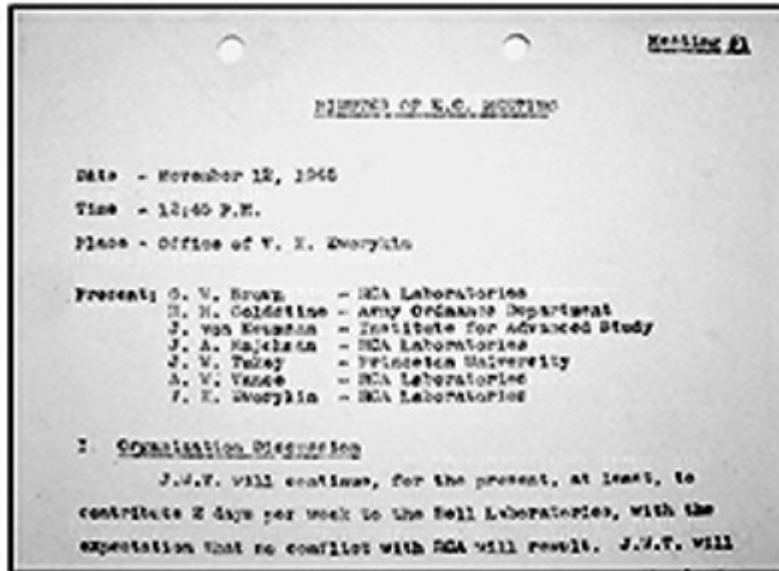 Meeting #1
MINUTES OF E.C. MEETING
Date - November 12, 1945
Time - 12:45 P.M.
Place - Office of V. K. Zworykin
Present: G. W. Brown - RCA Laboratories
H. H. Goldstine - Army Ordnance Department
J. von Neumann - Institute for Advanced Study
J. A. Rajchman - RCA Laboratories
J. W. Tukey - Princeton University
A. W. Vance - RCA Laboratories
V. K. Zworykin - RCA Laboratories
I Organization Discussion
J.W.T. will continue, for the present, at least, to
contribute 2 days per week to the Bell Laboratories, with the
expectation that no conflict with RCA will result. J.W.T. will